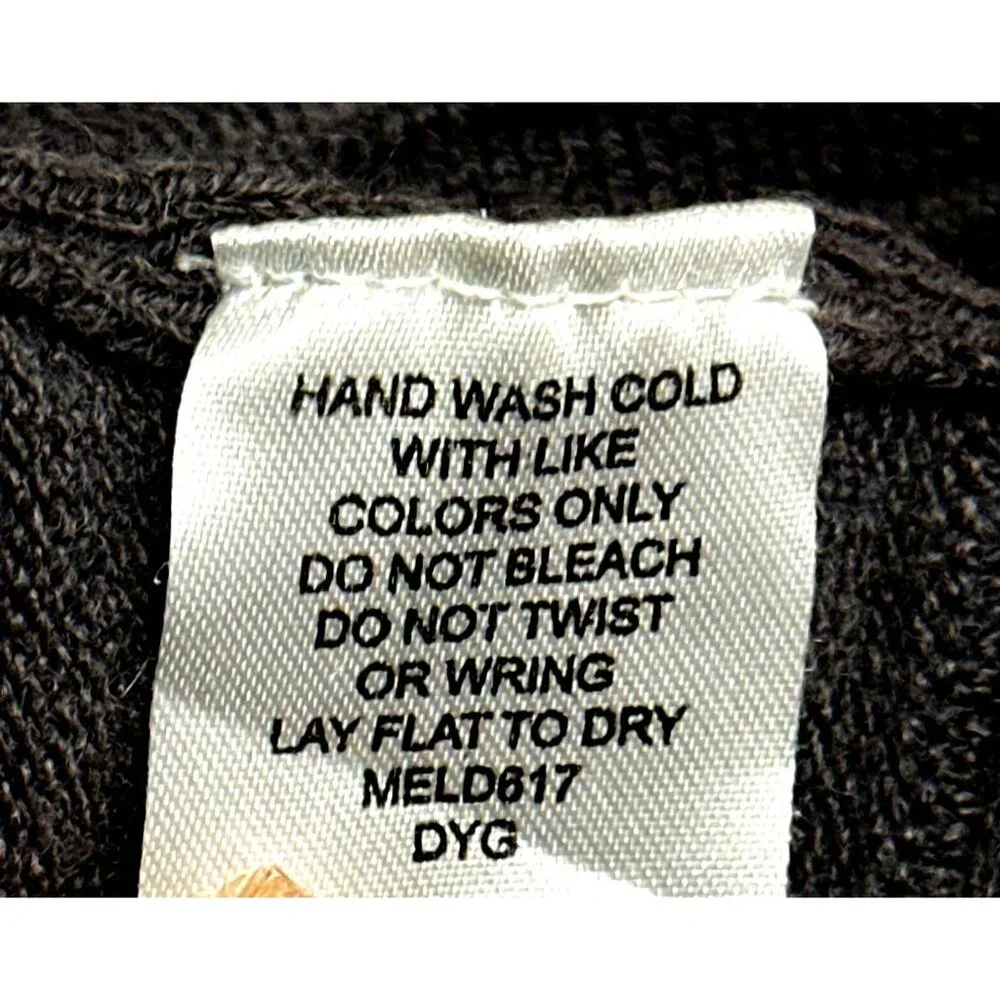 HAND WASH COLD
WITH LIKE
COLORS ONLY
DO NOT BLEACH
DO NOT TWIST
OR WRING
LAY FLAT TO DRY
MELD617
DYG